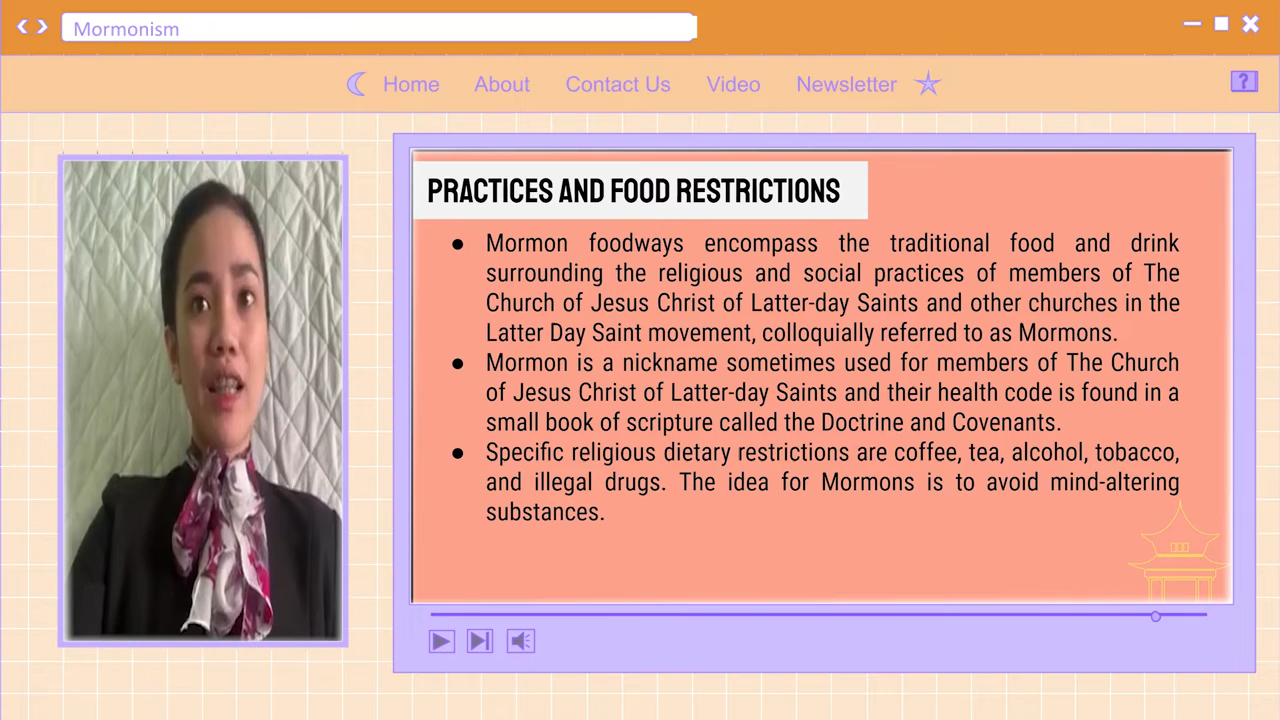 Mormonism
Home About Contact Us Video Newsletter
?
PRACTICES AND FOOD RESTRICTIONS
● Mormon foodways encompass the traditional food and drink
surrounding the religious and social practices of members of The
Church of Jesus Christ of Latter-day Saints and other churches in the
Latter Day Saint movement, colloquially referred to as Mormons.
● Mormon is a nickname sometimes used for members of The Church
of Jesus Christ of Latter-day Saints and their health code is found in a
small book of scripture called the Doctrine and Covenants.
● Specific religious dietary restrictions are coffee, tea, alcohol, tobacco,
and illegal drugs. The idea for Mormons is to avoid mind-altering
substances.